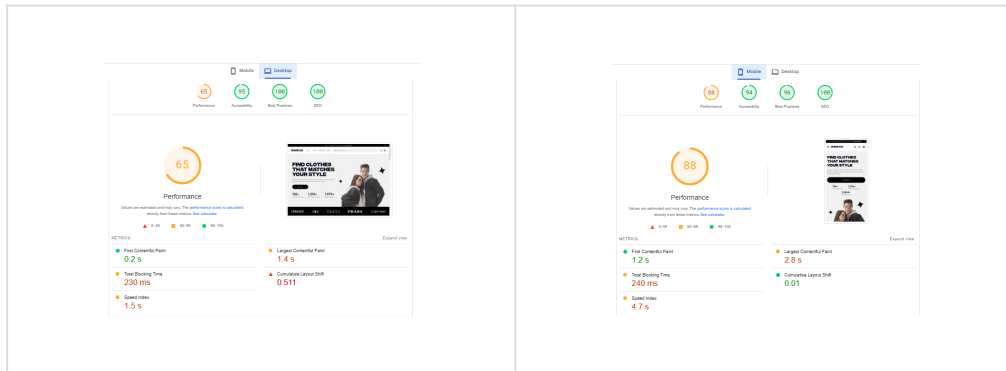 Mobile Desktop
65 95 100 100
Performance Accessibility Best Practices SEO
65
FIND CLOTHES
THAT MATCHES
YOUR STYLE
VERSACE ZARA GUCCI PRADA Calvin Klein
Performance
Values are estimated and may vary. The performance score is calculated
directly from these metrics. See calculator.
0–49 50–89 90–100
METRICS Expand view
First Contentful Paint Largest Contentful Paint
0.2 s 1.4 s
Total Blocking Time Cumulative Layout Shift
230 ms 0.511
Speed Index
1.5 s
Mobile Desktop
88 94 96 100
Performance Accessibility Best Practices SEO
88
FIND CLOTHES
THAT MATCHES
YOUR STYLE
Performance
Values are estimated and may vary. The performance score is calculated
directly from these metrics. See calculator.
0–49 50–89 90–100
METRICS Expand view
First Contentful Paint Largest Contentful Paint
1.2 s 2.8 s
Total Blocking Time Cumulative Layout Shift
240 ms 0.01
Speed Index
4.7 s